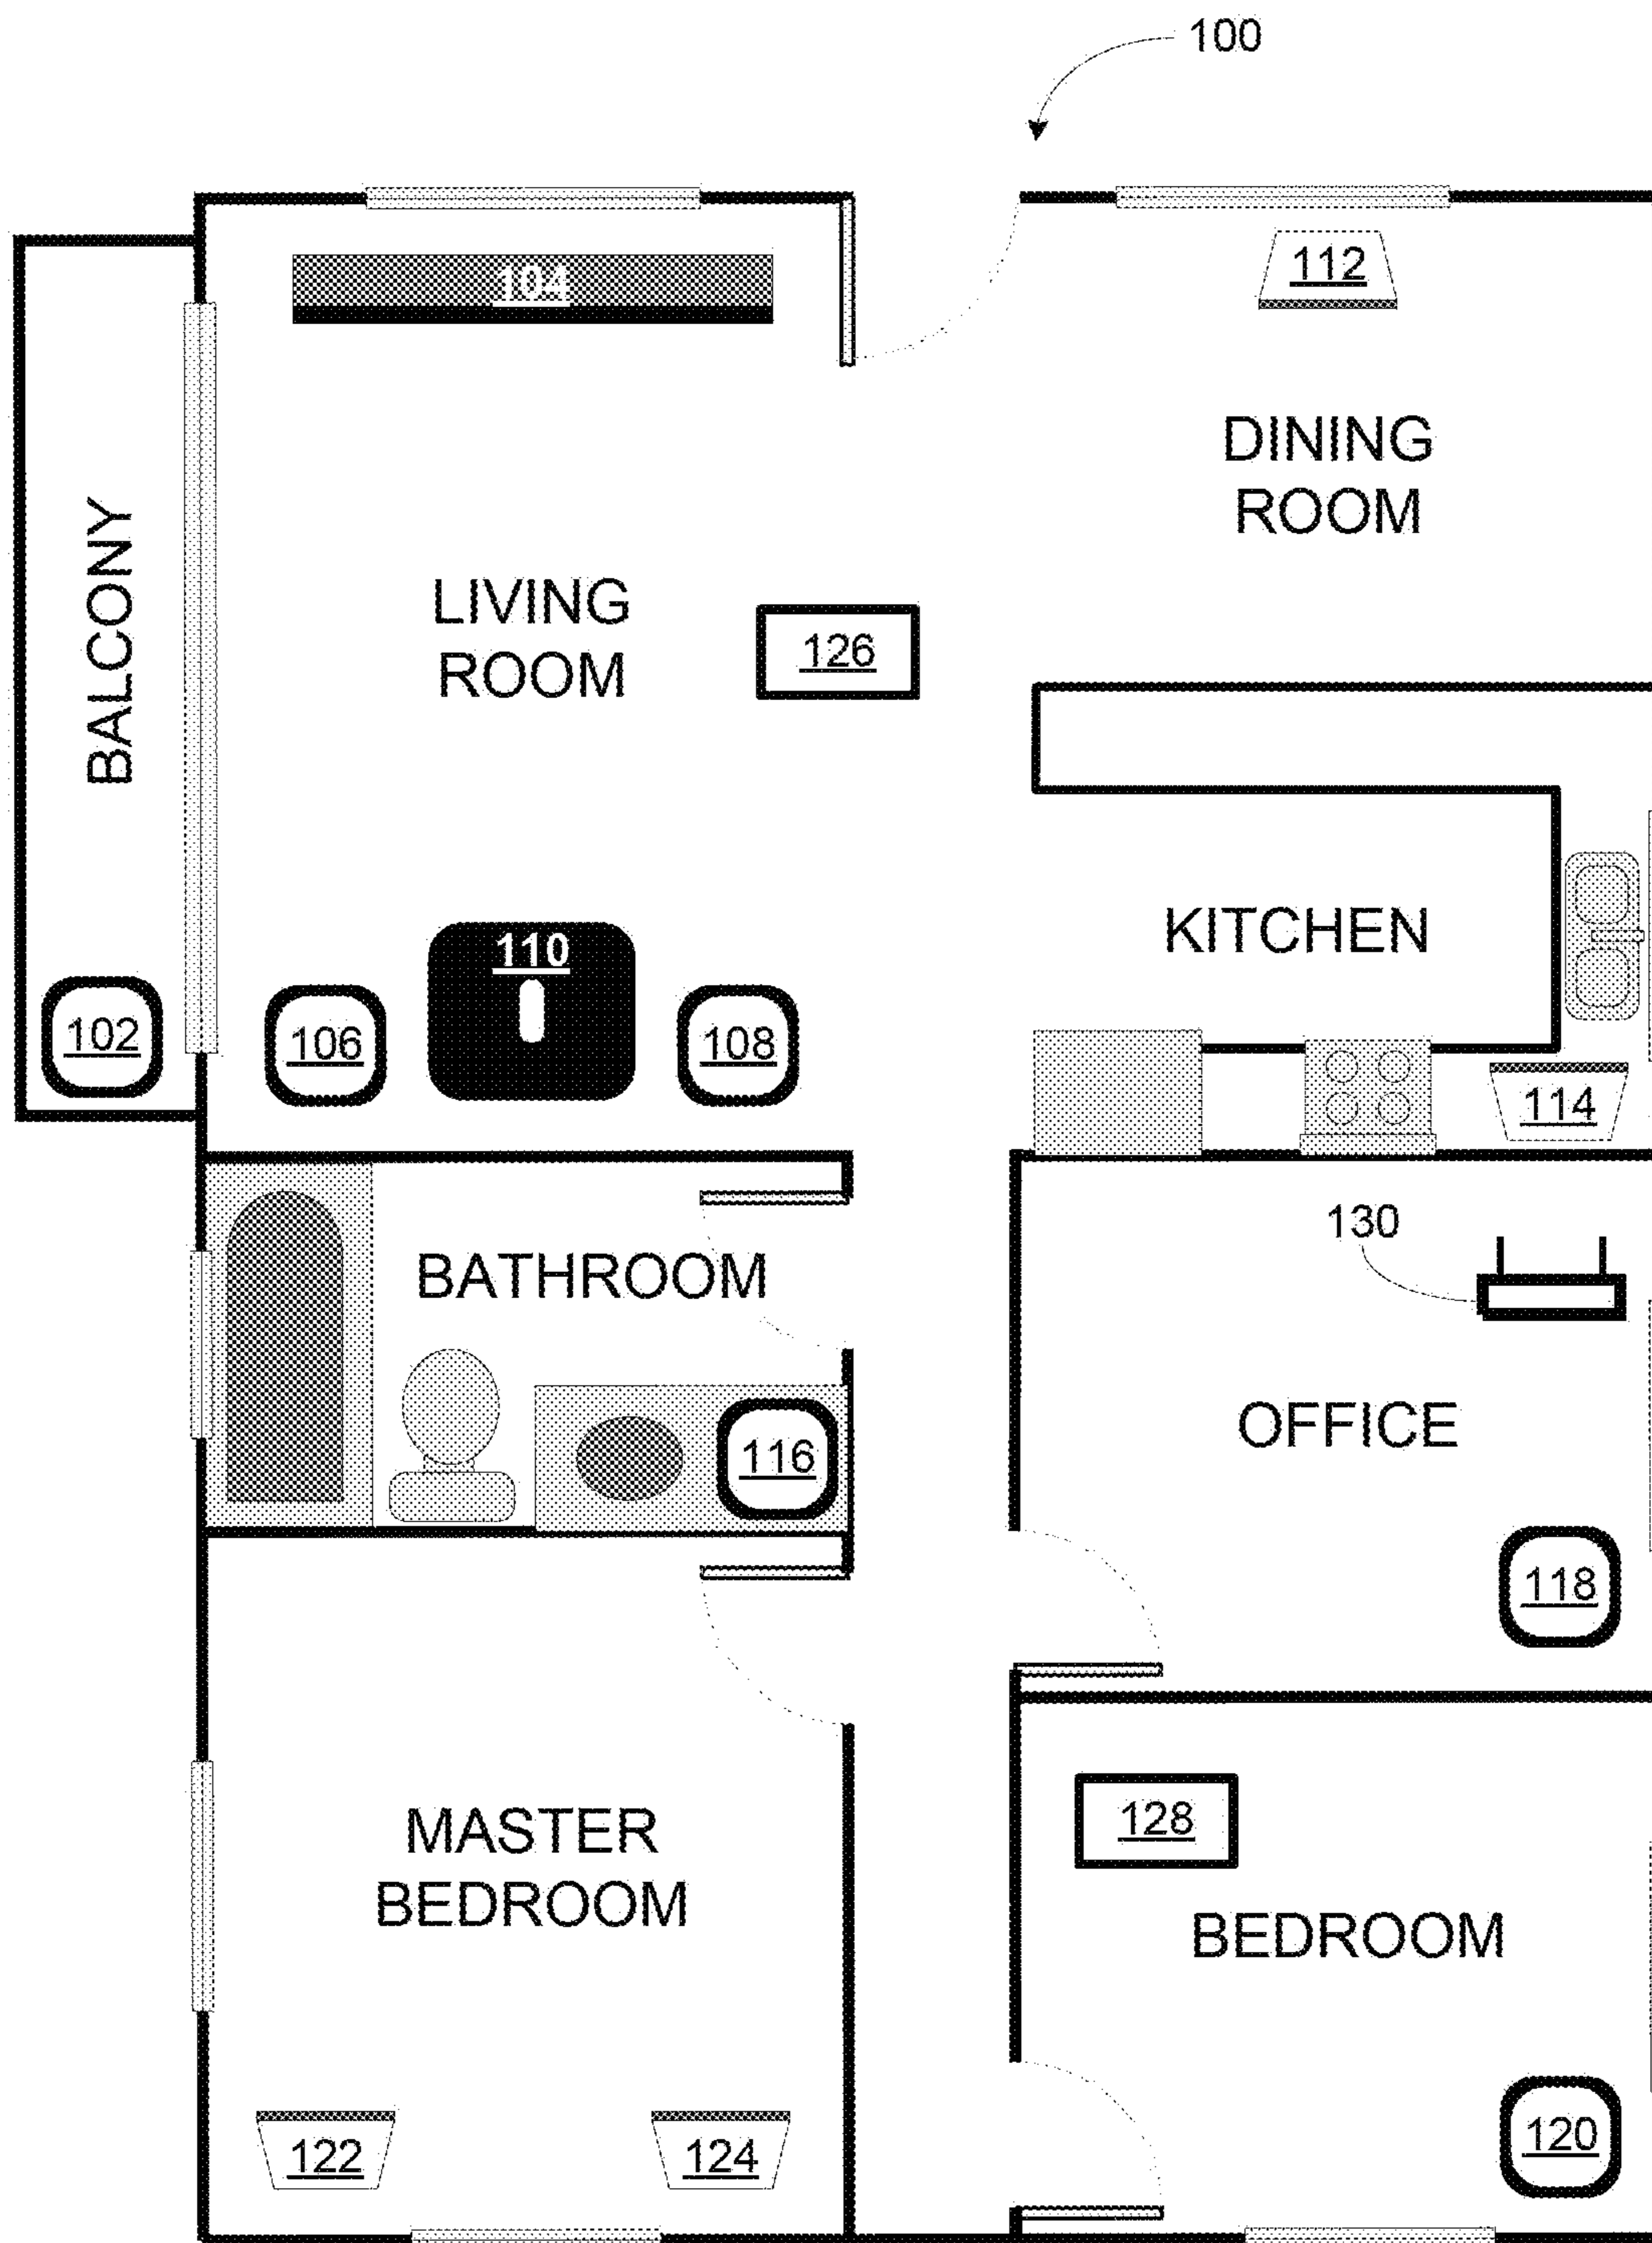 100
104
112
DINING
ROOM
BALCONY
LIVING
ROOM
126
KITCHEN
110
102
106
108
114
130
BATHROOM
OFFICE
116
118
128
MASTER
BEDROOM
BEDROOM
122
124
120